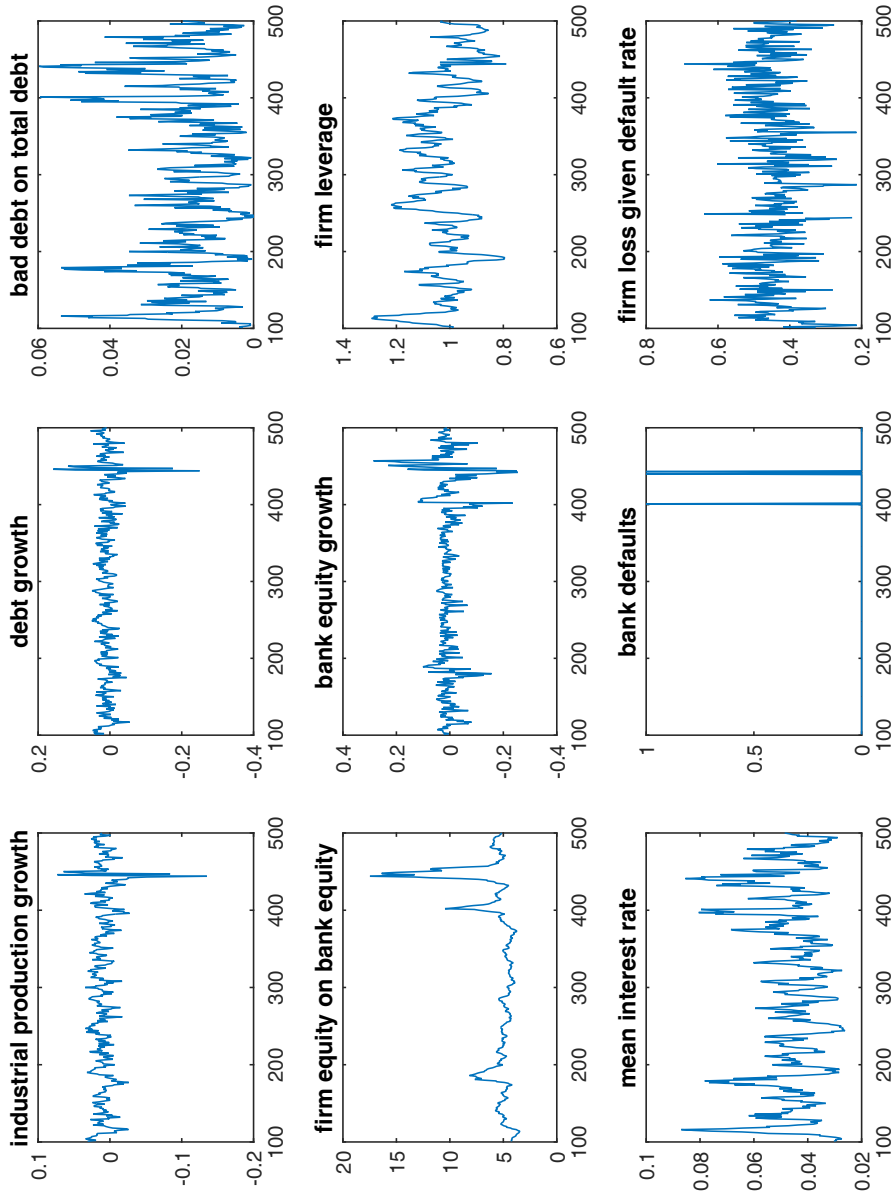 industrial production growth
0.1
0
-0.1
-0.2
100 200 300 400 500
debt growth
0.2
0
-0.2
-0.4
100 200 300 400 500
bad debt on total debt
0.06
0.04
0.02
0
100 200 300 400 500
firm equity on bank equity
20
15
10
5
0
100 200 300 400 500
bank equity growth
0.4
0.2
0
-0.2
-0.4
100 200 300 400 500
firm leverage
1.4
1.2
1
0.8
0.6
100 200 300 400 500
mean interest rate
0.1
0.08
0.06
0.04
0.02
100 200 300 400 500
bank defaults
1
0.5
0
100 200 300 400 500
firm loss given default rate
0.8
0.6
0.4
0.2
100 200 300 400 500